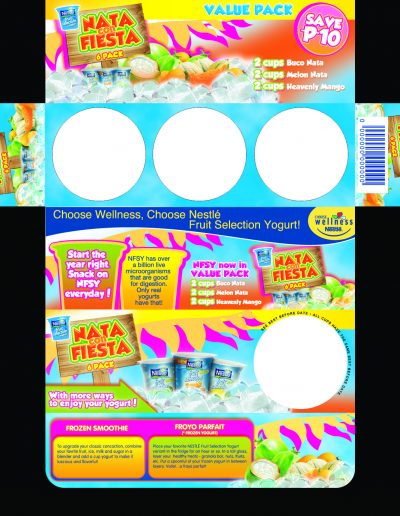 VALUE PACK
NATA
CON
FIESTA
6 PACK
SAVE
P10
2 cups Buco Nata
2 cups Melon Nata
2 cups Heavenly Mango
Choose Wellness, Choose Nestlé
Fruit Selection Yogurt!
CHOOSE
wellness
Nestlé
Start the
year right
Snack on
NFSY
everyday !
NFSY has over
a billion live
microorganisms
that are good
for digestion.
Only real
yogurts
have that!
NFSY now in
VALUE PACK
2 cups Buco Nata
2 cups Melon Nata
2 cups Heavenly Mango
NATA
CON
FIESTA
6 PACK
NATA
CON
FIESTA
6 PACK
With more ways
to enjoy your yogurt !
FROZEN SMOOTHIE
To upgrade your classic concoction, combine
your favorite fruit, ice, milk and sugar in a
blender and add a cup yogurt to make it
luscious and flavorful!
FROYO PARFAIT
(* FROZEN YOGURT)
Place your favorite NESTLÉ Fruit Selection Yogurt
variant in the fridge for an hour or so. In a tall glass,
layer your healthy treats - granola bar, nuts, fruits,
etc. Put a spoonful of your frozen yogurt in between
layers. Voila! ..a frosty parfait!